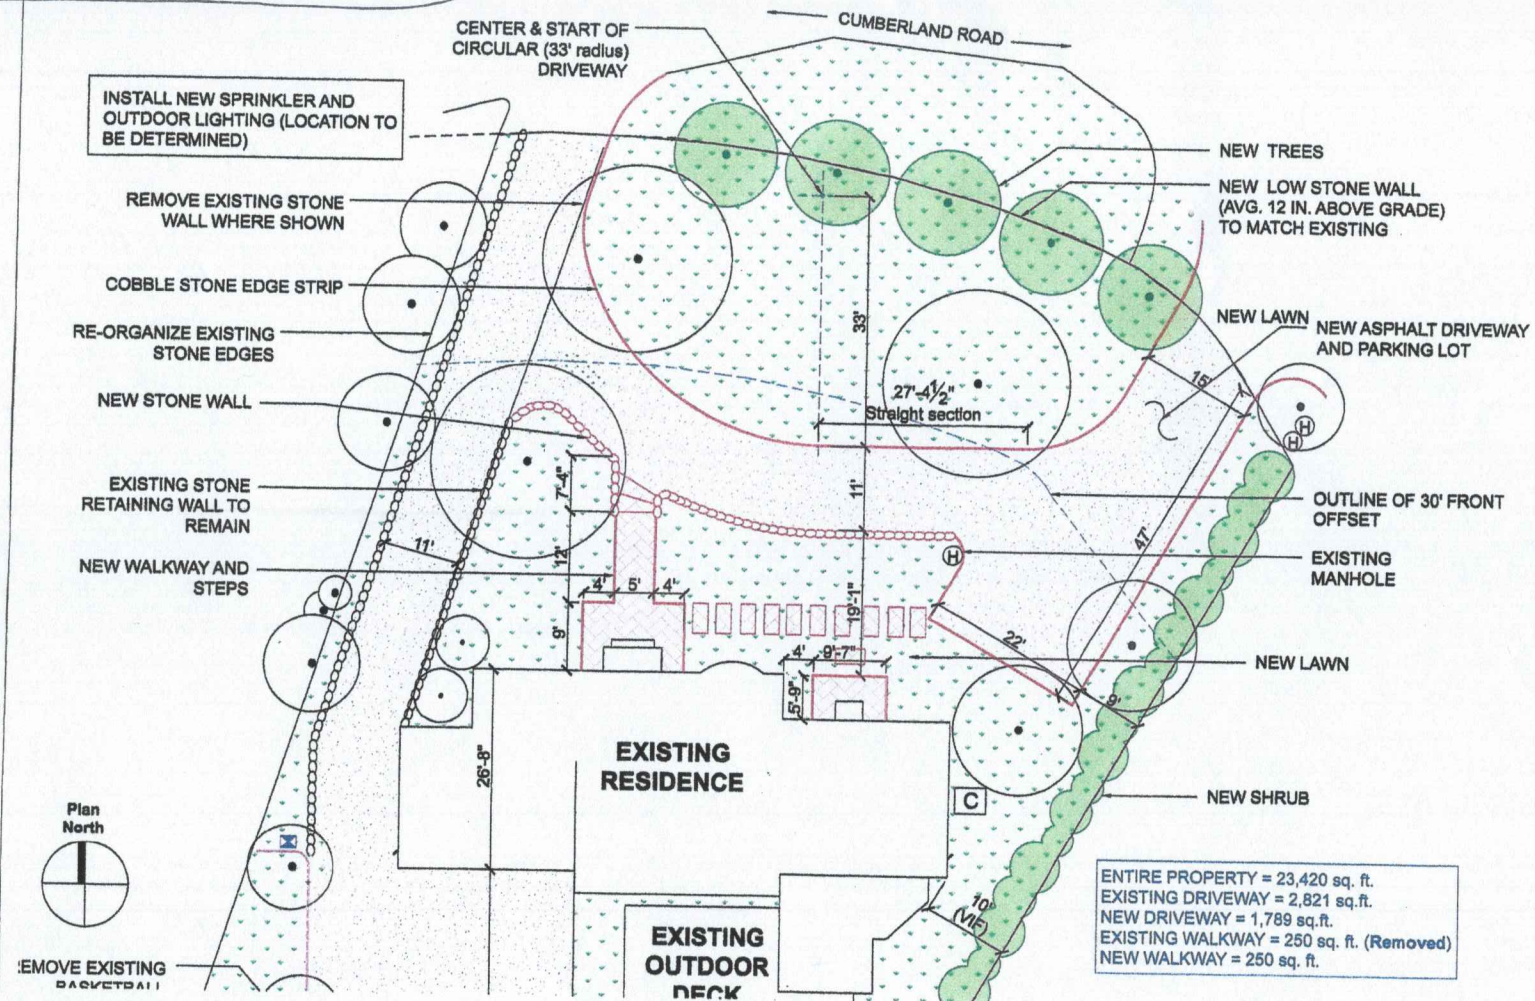 CUMBERLAND ROAD
CENTER & START OF
CIRCULAR (33' radius)
DRIVEWAY
INSTALL NEW SPRINKLER AND
OUTDOOR LIGHTING (LOCATION TO
BE DETERMINED)
REMOVE EXISTING STONE
WALL WHERE SHOWN
COBBLE STONE EDGE STRIP
RE-ORGANIZE EXISTING
STONE EDGES
NEW STONE WALL
EXISTING STONE
RETAINING WALL TO
REMAIN
NEW WALKWAY AND
STEPS
NEW TREES
NEW LOW STONE WALL
(AVG. 12 IN. ABOVE GRADE)
TO MATCH EXISTING
NEW LAWN
NEW ASPHALT DRIVEWAY
AND PARKING LOT
OUTLINE OF 30' FRONT
OFFSET
EXISTING
MANHOLE
NEW LAWN
NEW SHRUB
33'
27'-4½"
Straight section
15'
H
H
11'
47'
7'-4"
12'
11'
H
4'
5'
4'
9'
19'-1"
22'
4'
9'-7"
5'-9"
9'
26'-8"
EXISTING
RESIDENCE
C
10'
(VIF)
EXISTING
OUTDOOR
DECK
Plan
North
EMOVE EXISTING
BASKETBALL
ENTIRE PROPERTY = 23,420 sq. ft.
EXISTING DRIVEWAY = 2,821 sq.ft.
NEW DRIVEWAY = 1,789 sq.ft.
EXISTING WALKWAY = 250 sq. ft. (Removed)
NEW WALKWAY = 250 sq. ft.